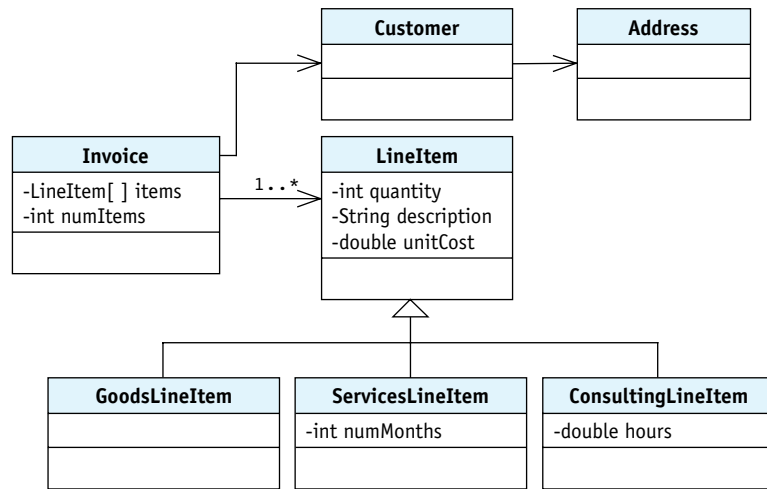 Customer
Address
Invoice
-LineItem[ ] items
-int numItems
1..*
LineItem
-int quantity
-String description
-double unitCost
GoodsLineItem
ServicesLineItem
-int numMonths
ConsultingLineItem
-double hours